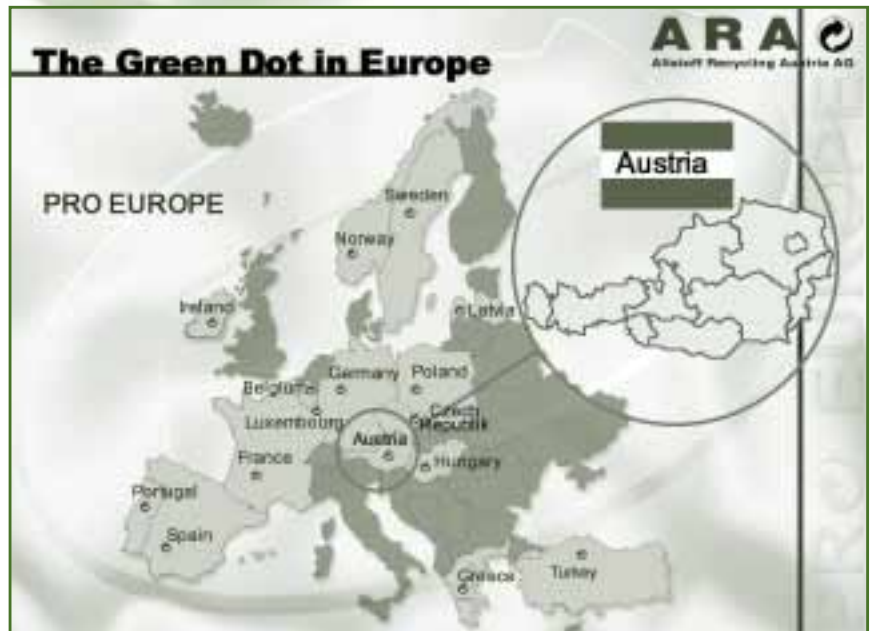 The Green Dot in Europe
ARA
Altstoff Recycling Austria AG
Austria
PRO EUROPE
Sweden
Norway
Ireland
Latvia
Belgium
Germany
Poland
Luxembourg
Czech
Republik
Austria
France
Hungary
Portugal
Spain
Greece
Turkey